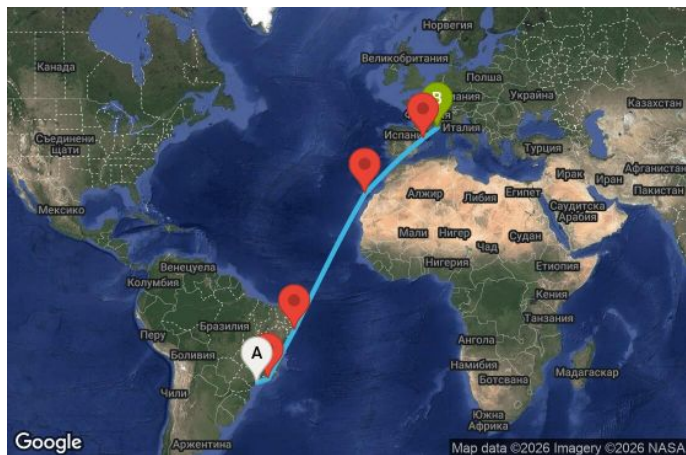 Норвегия
Канада
Великобритания
Полша
B
мания
Украйна
Казахстан
Съединени
щати
Испани
Италия
Турция
Ирак
Афганистан
Иран
Пакистан
Мексико
Алжир
Либия
Египет
Саудитска
Арабия
Мали
Нигер
Чад
Судан
Венецуела
Колумбия
Нигерия
Етиопия
Кения
Перу
Бразилия
Танзания
A
Боливия
Ангола
Намибия
Ботсвана
Мадагаскар
Чили
Южна
Африка
Аржентина
Google
Map data ©2026 Imagery ©2026 NASA